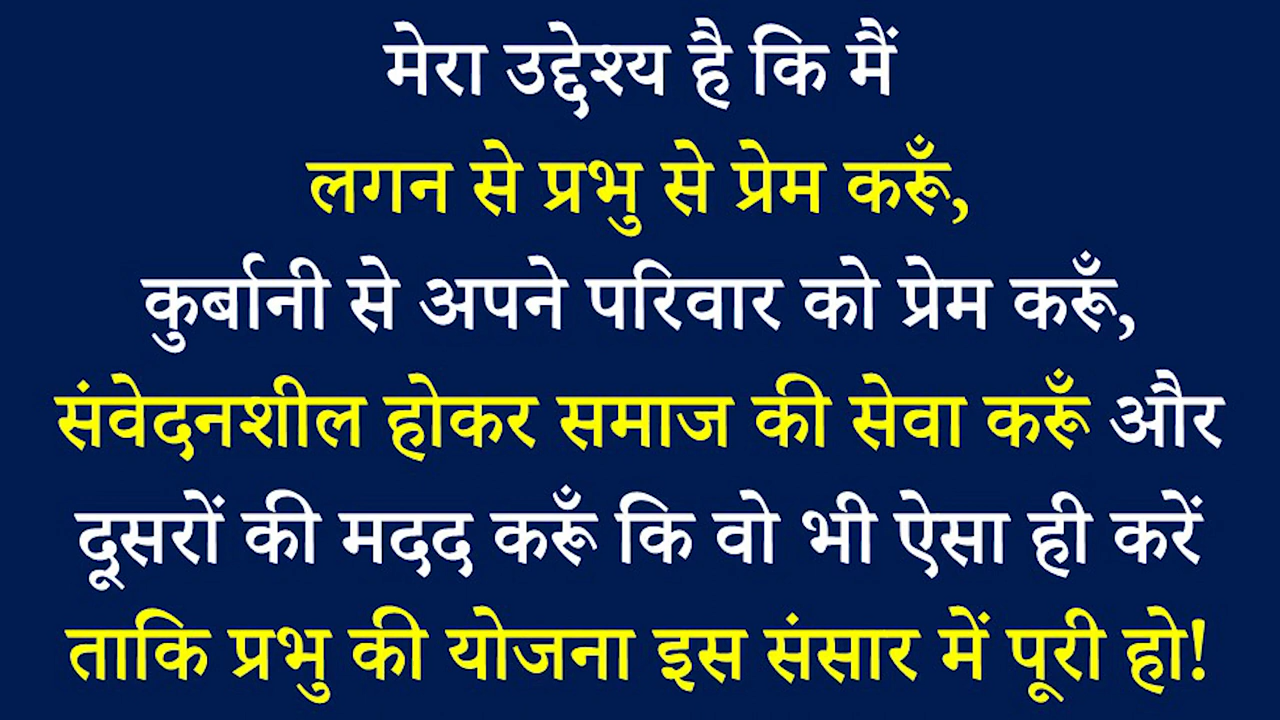 मेरा उद्देश्य है कि मैं
लगन से प्रभु से प्रेम करूँ,
कुर्बानी से अपने परिवार को प्रेम करूँ,
संवेदनशील होकर समाज की सेवा करूँ और
दूसरों की मदद करूँ कि वो भी ऐसा ही करें
ताकि प्रभु की योजना इस संसार में पूरी हो!